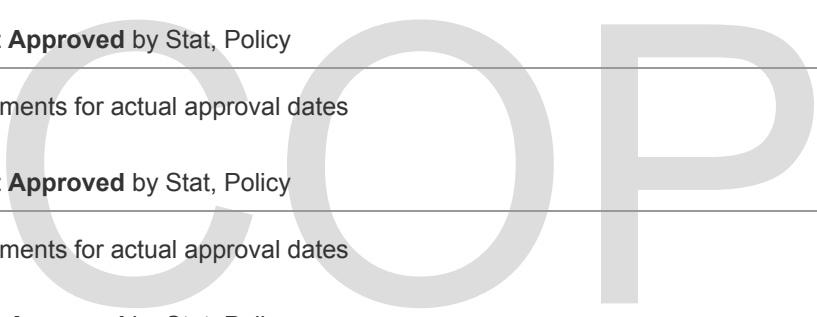 Approved by Stat, Policy
ments for actual approval dates
Approved by Stat, Policy
ments for actual approval dates
COP